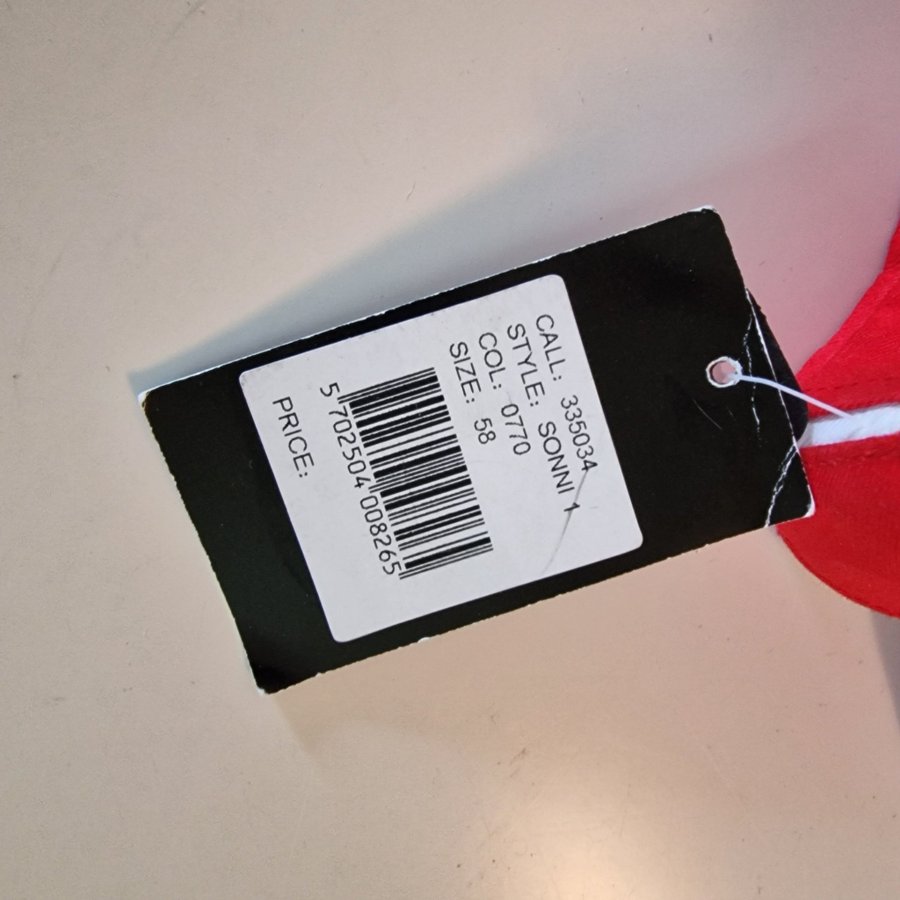 CALL: 335034
STYLE: SONNI 1
COL: 0770
SIZE: 58
5 702504 008265
PRICE: